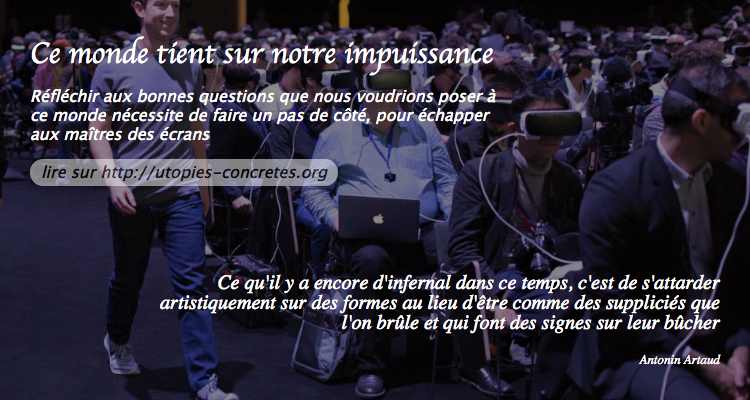 Ce monde tient sur notre impuissance
Réfléchir aux bonnes questions que nous voudrions poser à
ce monde nécessite de faire un pas de côté, pour échapper
aux maîtres des écrans
lire sur http://utopies-concretes.org
Ce qu'il y a encore d'infernal dans ce temps, c'est de s'attarder
artistiquement sur des formes au lieu d'être comme des suppliciés que
l'on brûle et qui font des signes sur leur bûcher
Antonin Artaud